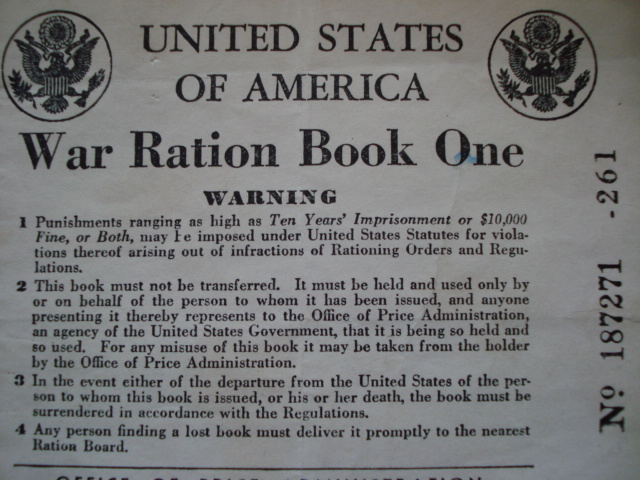 UNITED STATES
OF AMERICA
War Ration Book One
WARNING
1 Punishments ranging as high as Ten Years' Imprisonment or $10,000
Fine, or Both, may be imposed under United States Statutes for viola-
tions thereof arising out of infractions of Rationing Orders and Regu-
lations.
2 This book must not be transferred. It must be held and used only by
or on behalf of the person to whom it has been issued, and anyone
presenting it thereby represents to the Office of Price Administration,
an agency of the United States Government, that it is being so held and
so used. For any misuse of this book it may be taken from the holder
by the Office of Price Administration.
3 In the event either of the departure from the United States of the per-
son to whom this book is issued, or his or her death, the book must be
surrendered in accordance with the Regulations.
4 Any person finding a lost book must deliver it promptly to the nearest
Ration Board.
OFFICE OF PRICE ADMINISTRATION
No 187271 -261